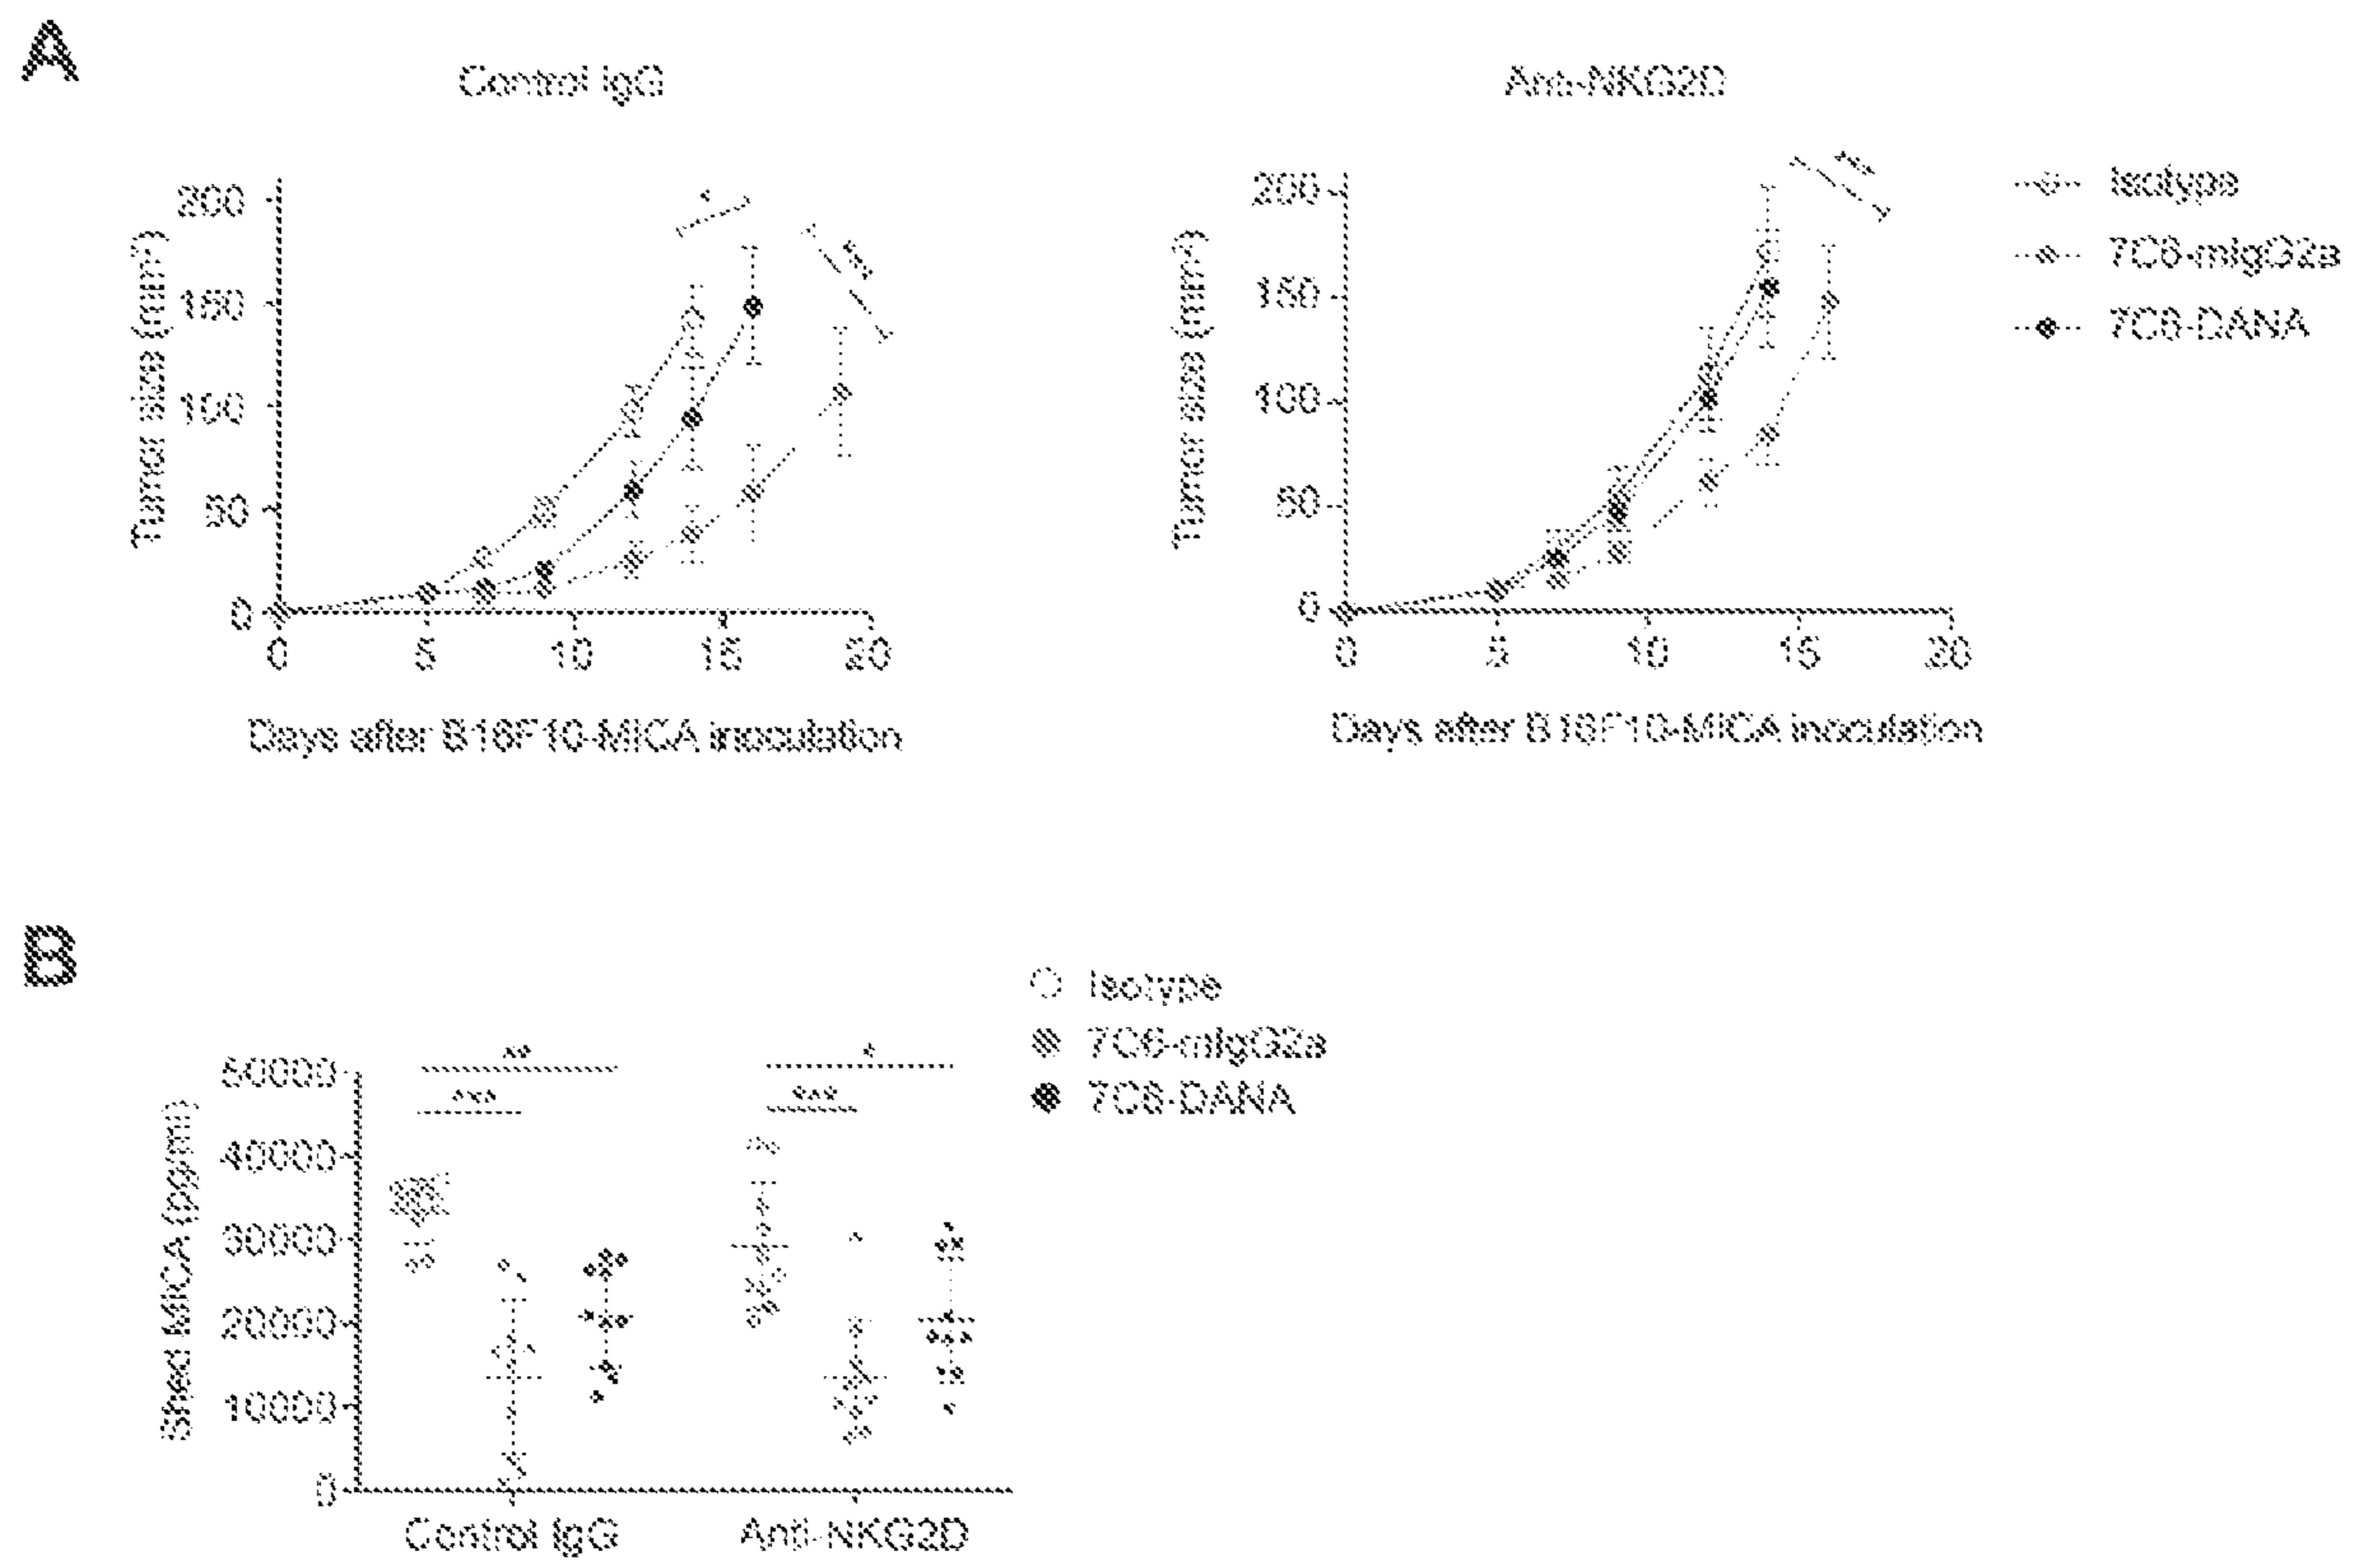 A
Control IgG
Anti-NKG2D
Tumor size (mm²)
200
150
100
50
0
0 5 10 15 20
Days after B16F10-MICA inoculation
Tumor size (mm²)
200
150
100
50
0
0 5 10 15 20
Days after B16F10-MICA inoculation
Isotype
7C6-mIgG2a
7C6-DANA
B
Shed MICA (pg/ml)
50000
40000
30000
20000
10000
0
**
***
*
***
Control IgG
Anti-NKG2D
Isotype
7C6-mIgG2a
7C6-DANA